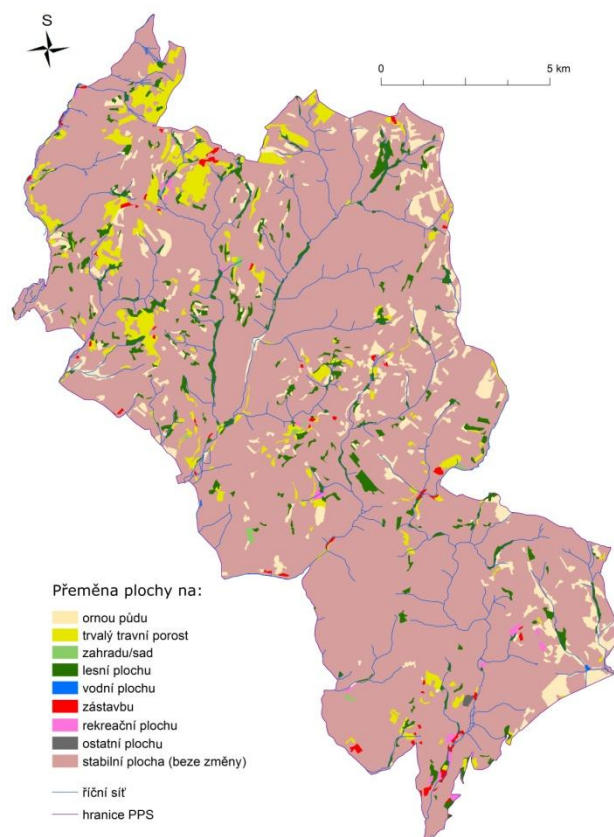 S
0 5 km
Přeměna plochy na:
ornou půdu
trvalý travní porost
zahradu/sad
lesní plochu
vodní plochu
zástavbu
rekreační plochu
ostatní plochu
stabilní plocha (beze změny)
říční síť
hranice PPS